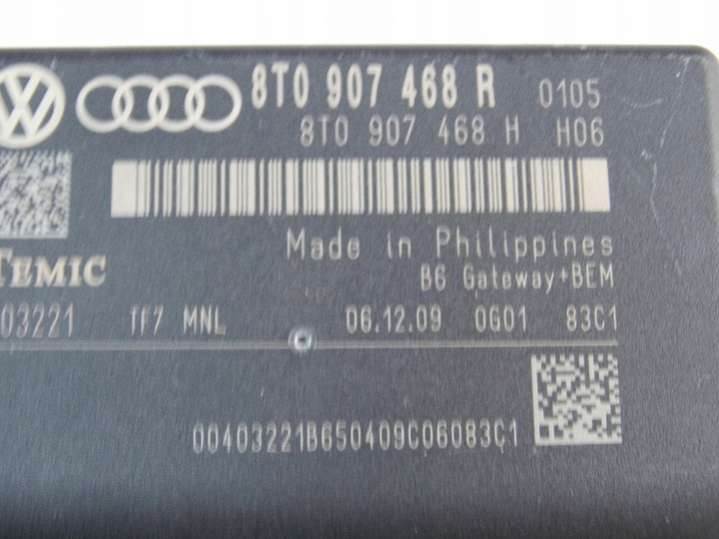 8T0 907 468 R 0105
8T0 907 468 H H06
Made in Philippines
TEMIC
B6 Gateway+BEM
03221 TF7 MNL 06.12.09 0G01 83C1
00403221B650409C06083C1